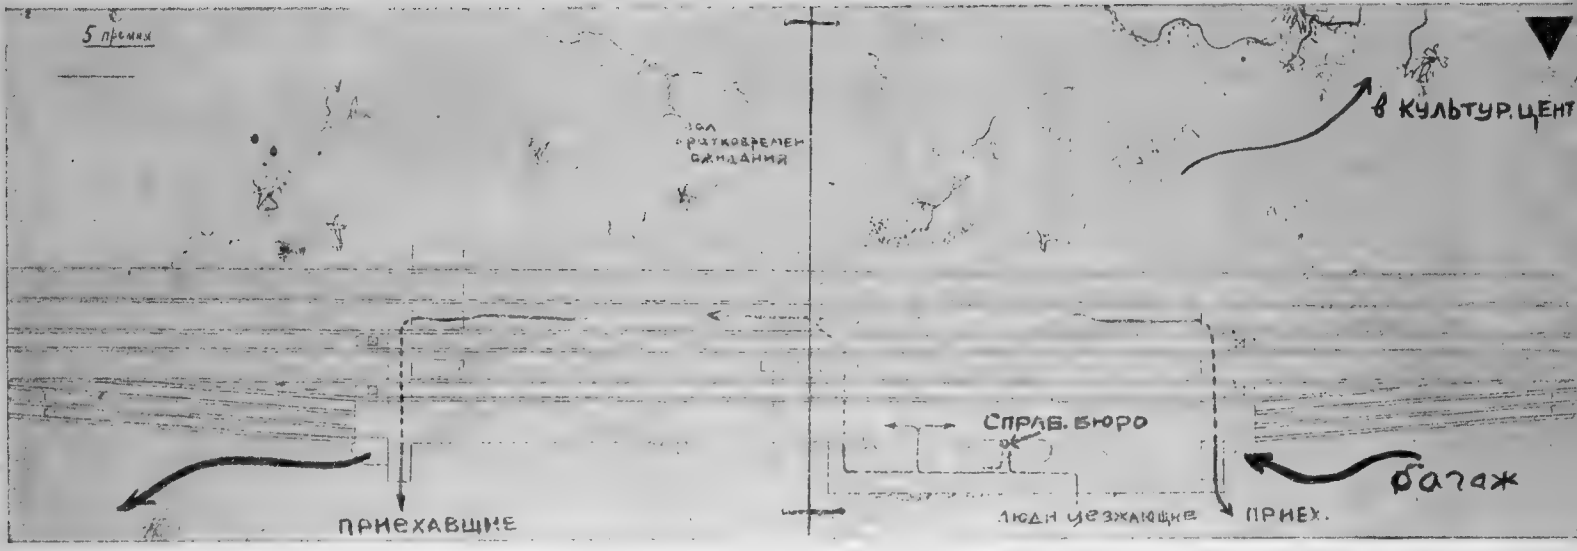 5 премия
в КУЛЬТУР.ЦЕНТ
ЗАЛ
КРАТКОВРЕМЕН
ОЖИДАНИЯ
СПРАВ. БЮРО
багаж
ПРИЕХАВШИЕ
ЛЮДИ УЕЗЖАЮЩИЕ
ПРИЕХ.